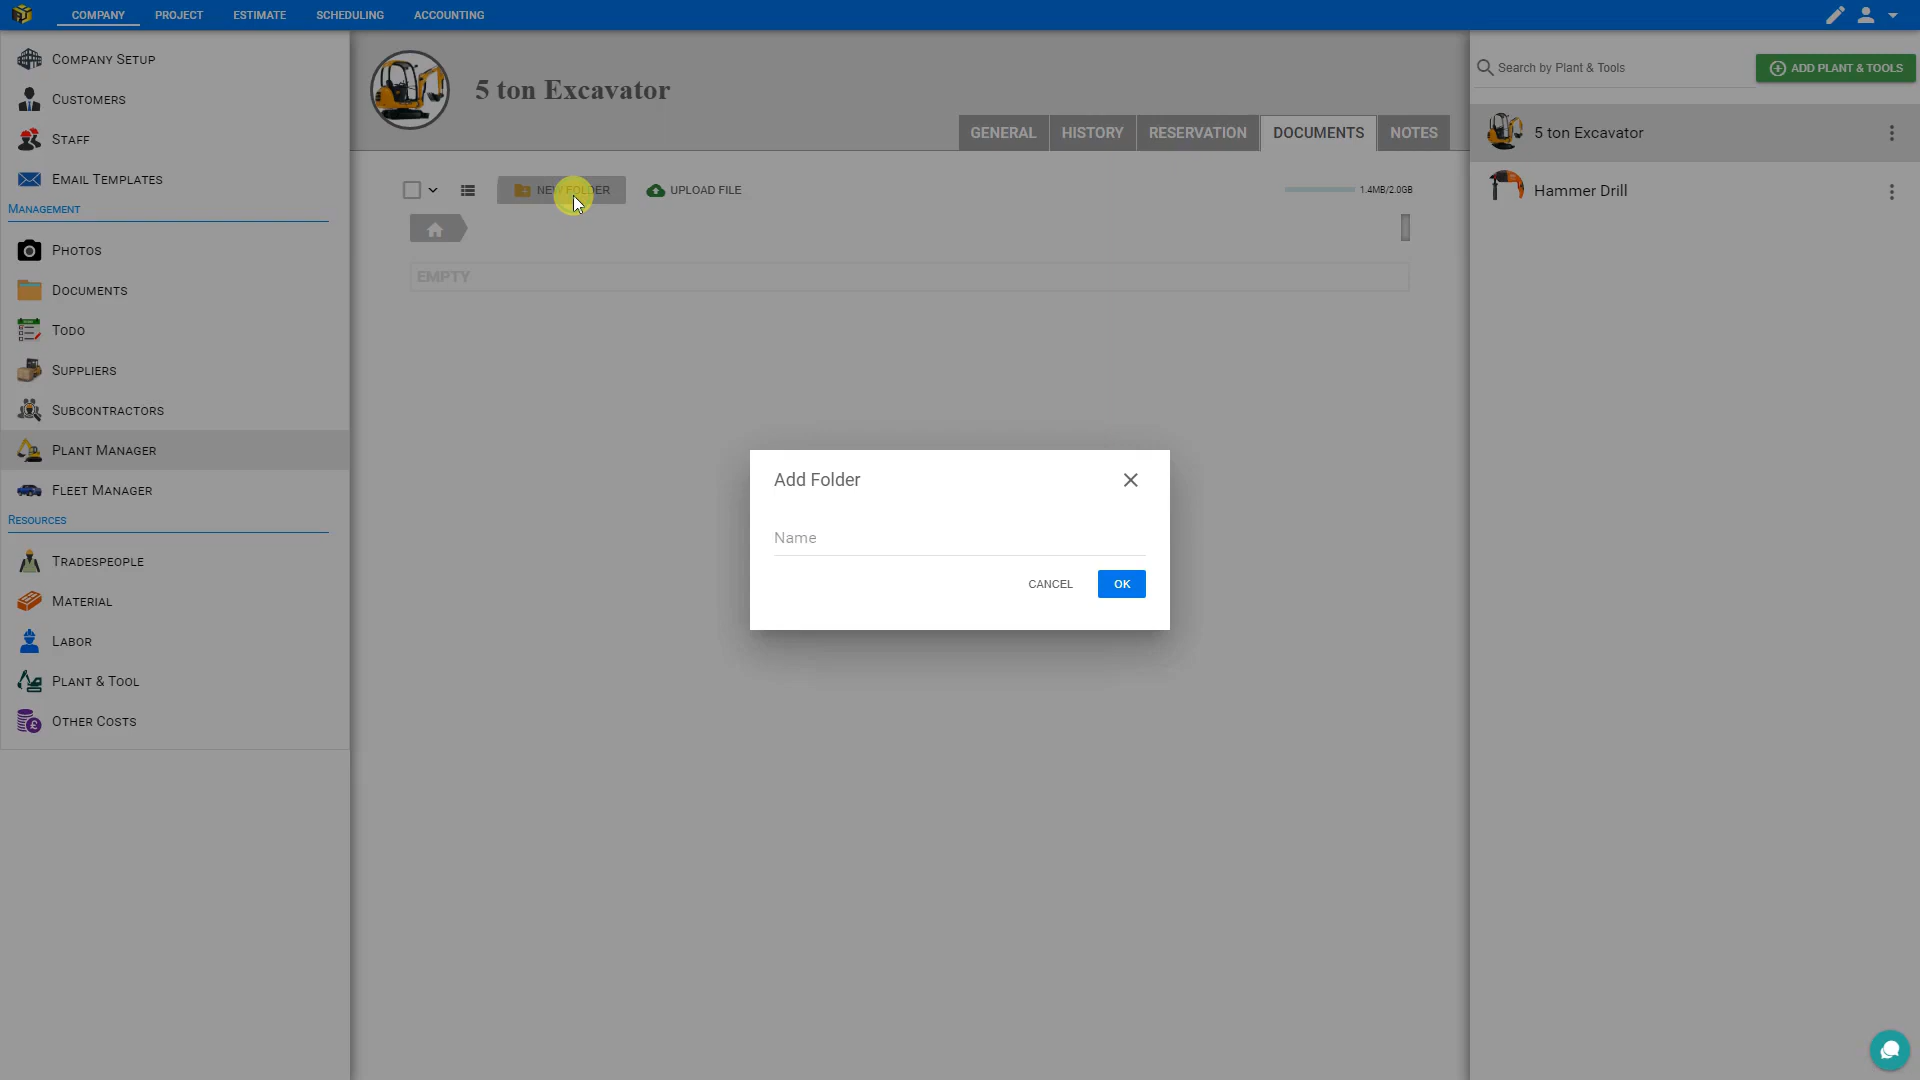 COMPANY PROJECT ESTIMATE SCHEDULING ACCOUNTING
COMPANY SETUP
CUSTOMERS
STAFF
EMAIL TEMPLATES
MANAGEMENT
PHOTOS
DOCUMENTS
TODO
SUPPLIERS
SUBCONTRACTORS
PLANT MANAGER
FLEET MANAGER
RESOURCES
TRADESPEOPLE
MATERIAL
LABOR
PLANT & TOOL
OTHER COSTS
5 ton Excavator
GENERAL HISTORY RESERVATION DOCUMENTS NOTES
NEW FOLDER UPLOAD FILE 1.4MB/2.0GB
EMPTY
Add Folder
Name
CANCEL OK
Search by Plant & Tools ADD PLANT & TOOLS
5 ton Excavator
Hammer Drill